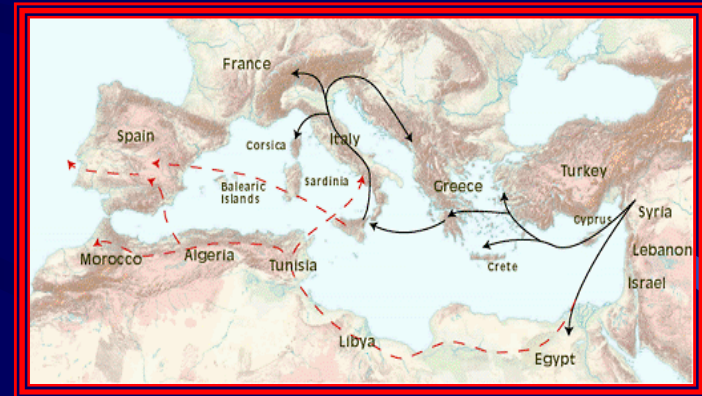 France
Spain
Corsica
Italy
Balearic
Islands
Sardinia
Greece
Turkey
Cyprus
Syria
Lebanon
Israel
Crete
Morocco
Algeria
Tunisia
Libya
Egypt